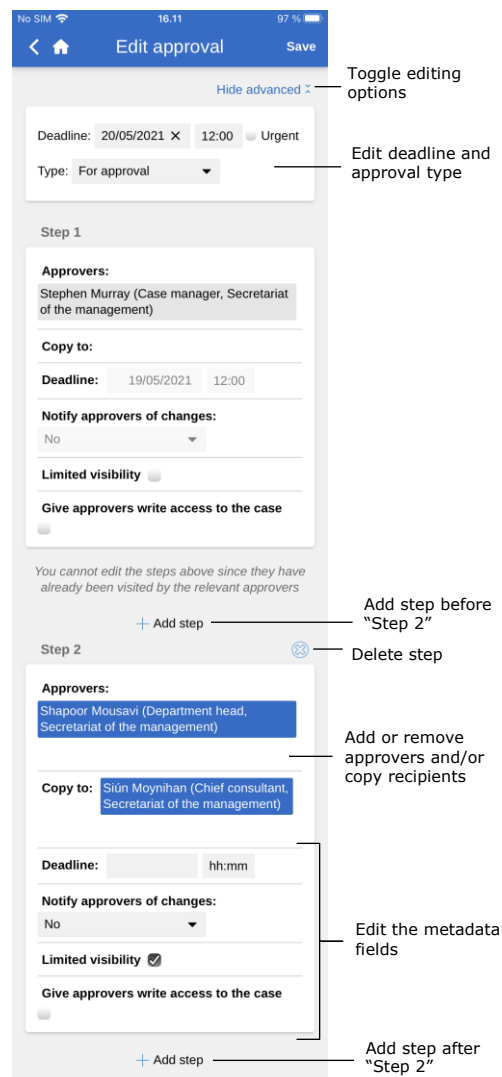 No SIM 16.11 97 %
Edit approval Save
Hide advanced
Toggle editing
options
Deadline: 20/05/2021 12:00 Urgent
Type: For approval
Edit deadline and
approval type
Step 1
Approvers:
Stephen Murray (Case manager, Secretariat
of the management)
Copy to:
Deadline: 19/05/2021 12:00
Notify approvers of changes:
No
Limited visibility
Give approvers write access to the case
You cannot edit the steps above since they have
already been visited by the relevant approvers
Add step
Add step before
“Step 2”
Step 2
Delete step
Approvers:
Shapoor Mousavi (Department head,
Secretariat of the management)
Add or remove
approvers and/or
copy recipients
Copy to: Siún Moynihan (Chief consultant,
Secretariat of the management)
Deadline: hh:mm
Notify approvers of changes:
No
Limited visibility
Give approvers write access to the case
Edit the metadata
fields
Add step
Add step after
“Step 2”